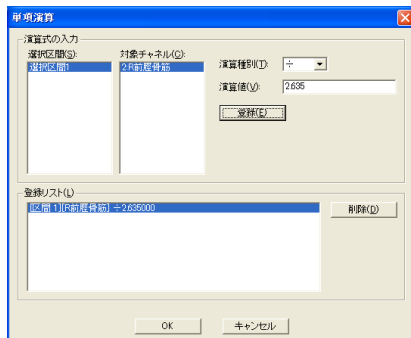 単項演算
演算式の入力
選択区間(S):
対象チャネル(C):
選択区間1
2:R前脛骨筋
演算種別(T):
÷
演算値(V):
2.635
登録(E)
登録リスト(L)
[区間 1][R前脛骨筋] ÷2.635000
削除(D)
OK
キャンセル